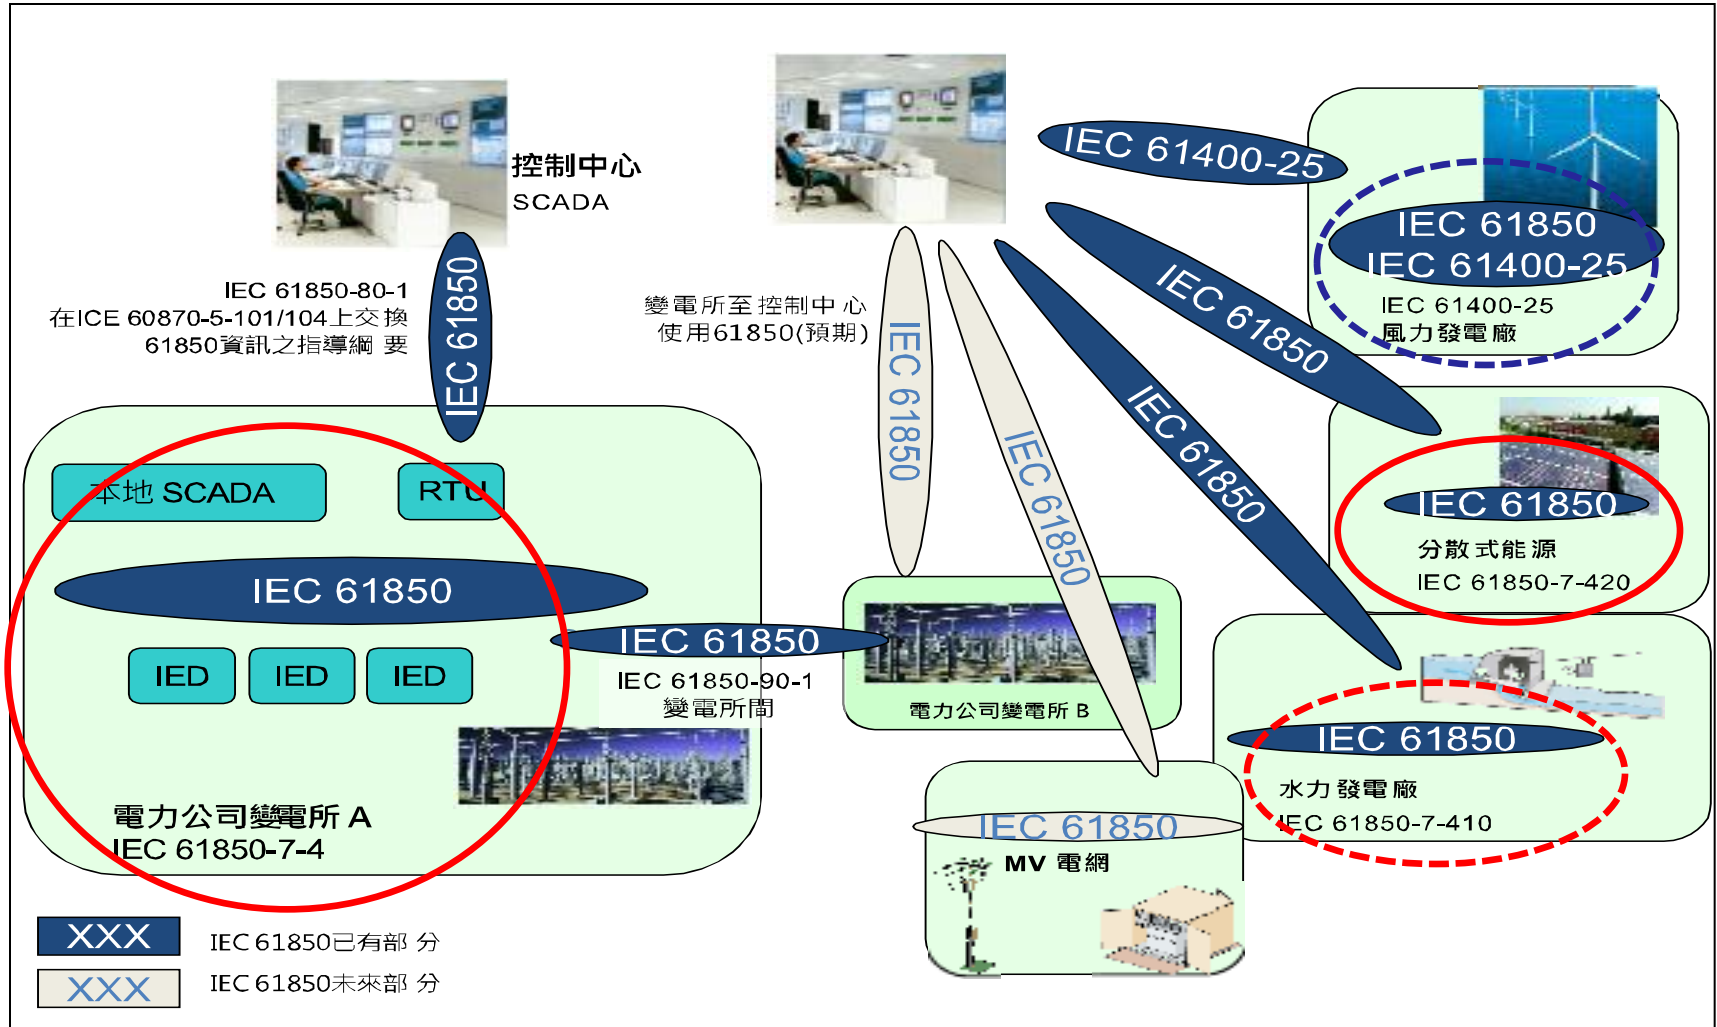 控制中心
SCADA
IEC 61850
IEC 61850-80-1
在ICE 60870-5-101/104上交換
61850資訊之指導綱 要
變電所至控制中心
使用61850(預期)
IEC 61850
IEC 61850
IEC 61850
IEC 61850
IEC 61400-25
IEC 61850
IEC 61400-25
IEC 61400-25
風力發電廠
IEC 61850
分散式能源
IEC 61850-7-420
本地 SCADA
RTU
IEC 61850
IED
IED
IED
電力公司變電所 A
IEC 61850-7-4
IEC 61850
IEC 61850-90-1
變電所間
電力公司變電所 B
IEC 61850
水力發電廠
IEC 61850-7-410
IEC 61850
MV 電網
XXX
IEC 61850已有部 分
XXX
IEC 61850未來部 分